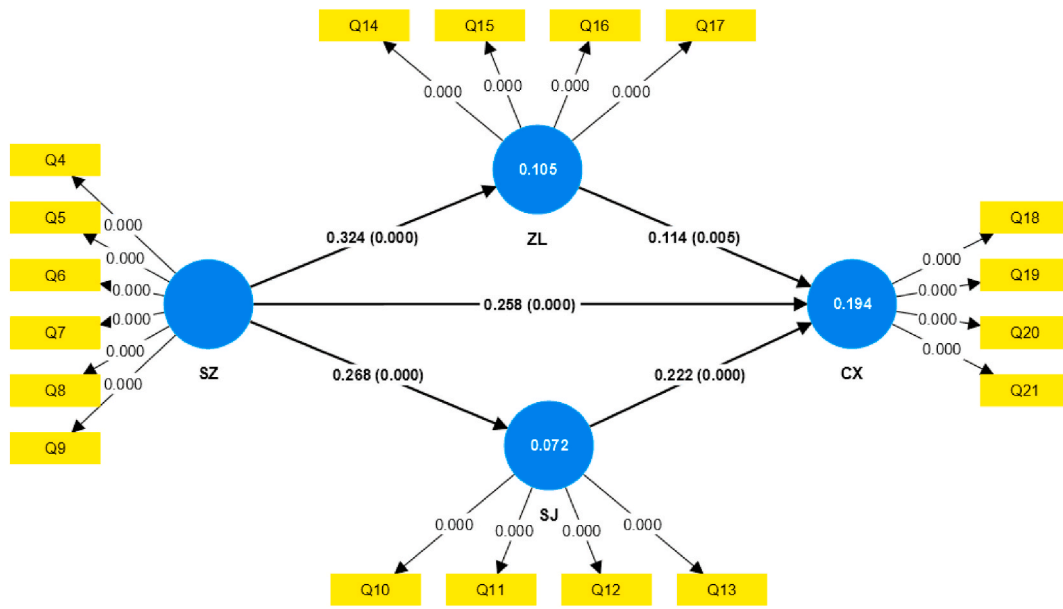 Q14
Q15
Q16
Q17
0.000
0.000
0.000
0.000
0.105
ZL
Q4
Q5
Q6
Q7
Q8
Q9
0.000
0.000
0.000
0.000
0.000
0.000
SZ
0.324 (0.000)
0.114 (0.005)
0.258 (0.000)
0.268 (0.000)
0.222 (0.000)
0.194
CX
0.000
0.000
0.000
0.000
Q18
Q19
Q20
Q21
0.072
SJ
0.000
0.000
0.000
0.000
Q10
Q11
Q12
Q13